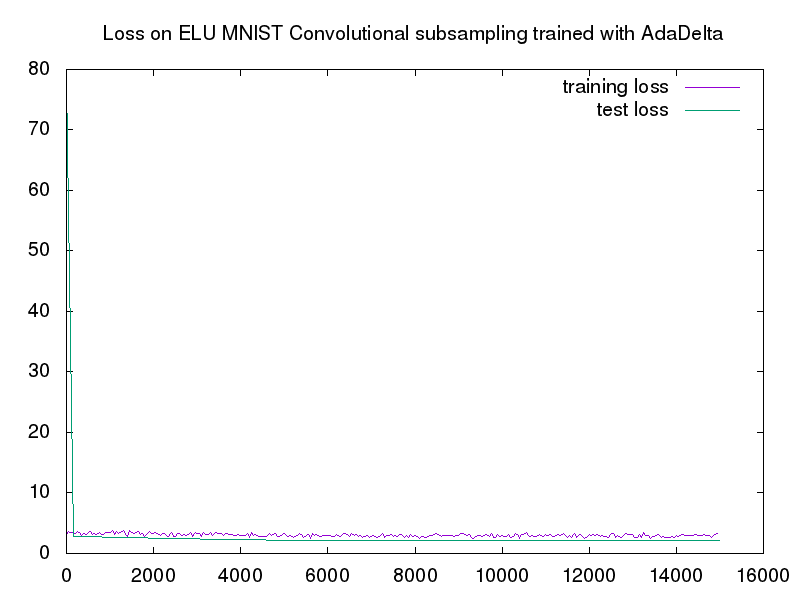 Loss on ELU MNIST Convolutional subsampling trained with AdaDelta
80
training loss
test loss
70
60
50
40
30
20
10
0
0 2000 4000 6000 8000 10000 12000 14000 16000